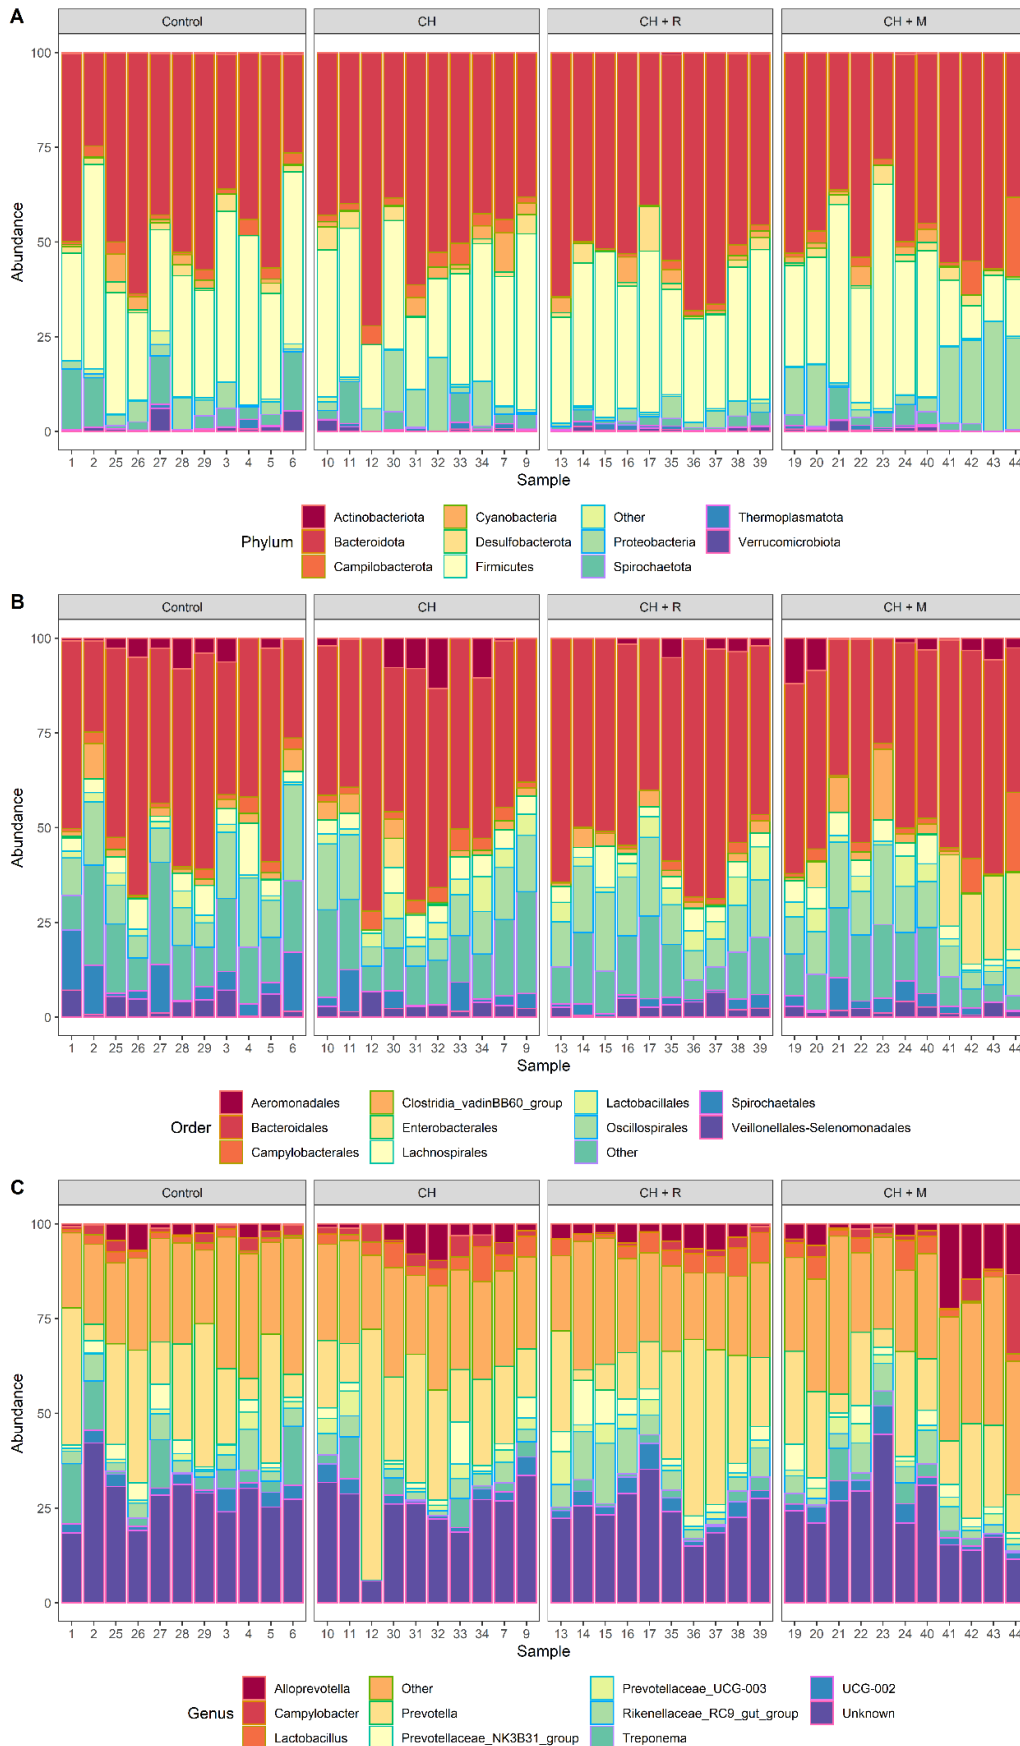 A
Control CH CH + R CH + M
Abundance
100
75
50
25
0
1 2 25 26 27 28 29 3 4 5 6 10 11 12 30 31 32 33 34 7 9 13 14 15 16 17 35 36 37 38 39 19 20 21 22 23 24 40 41 42 43 44
Sample
Phylum
Actinobacteriota Cyanobacteria Other Thermoplasmatota
Bacteroidota Desulfobacterota Proteobacteria Verrucomicrobiota
Campilobacterota Firmicutes Spirochaetota
B
Control CH CH + R CH + M
Abundance
100
75
50
25
0
1 2 25 26 27 28 29 3 4 5 6 10 11 12 30 31 32 33 34 7 9 13 14 15 16 17 35 36 37 38 39 19 20 21 22 23 24 40 41 42 43 44
Sample
Order
Aeromonadales Clostridia_vadinBB60_group Lactobacillales Spirochaetales
Bacteroidales Enterobacterales Oscillospirales Veillonellales-Selenomonadales
Campylobacterales Lachnospirales Other
C
Control CH CH + R CH + M
Abundance
100
75
50
25
0
1 2 25 26 27 28 29 3 4 5 6 10 11 12 30 31 32 33 34 7 9 13 14 15 16 17 35 36 37 38 39 19 20 21 22 23 24 40 41 42 43 44
Sample
Genus
Alloprevotella Other Prevotellaceae_UCG-003 UCG-002
Campylobacter Prevotella Rikenellaceae_RC9_gut_group Unknown
Lactobacillus Prevotellaceae_NK3B31_group Treponema